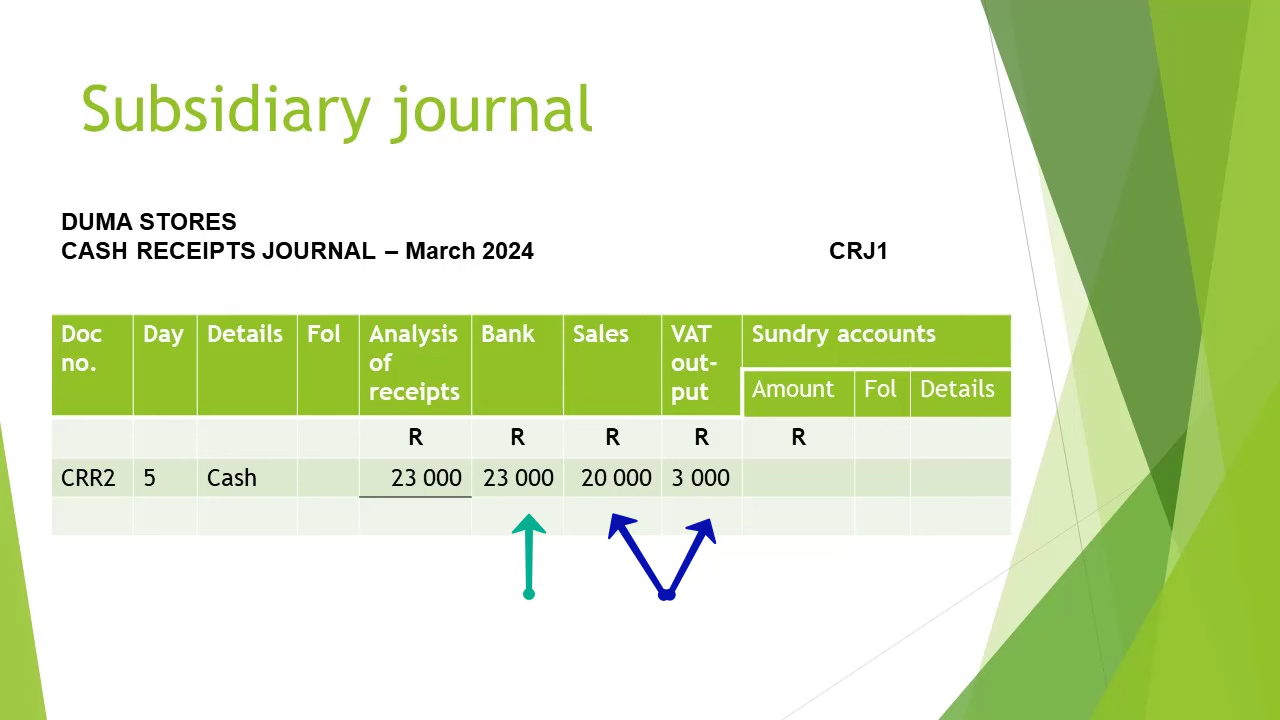 Subsidiary journal
DUMA STORES
CASH RECEIPTS JOURNAL – March 2024 CRJ1
Doc no. Day Details Fol Analysis of receipts Bank Sales VAT out-put Sundry accounts
Amount Fol Details
R R R R R
CRR2 5 Cash 23 000 23 000 20 000 3 000